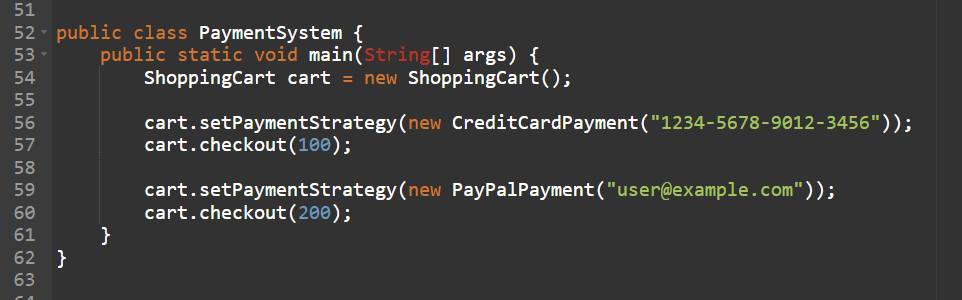 51
52 public class PaymentSystem {
53     public static void main(String[] args) {
54         ShoppingCart cart = new ShoppingCart();
55
56         cart.setPaymentStrategy(new CreditCardPayment("1234-5678-9012-3456"));
57         cart.checkout(100);
58
59         cart.setPaymentStrategy(new PayPalPayment("user@example.com"));
60         cart.checkout(200);
61     }
62 }
63